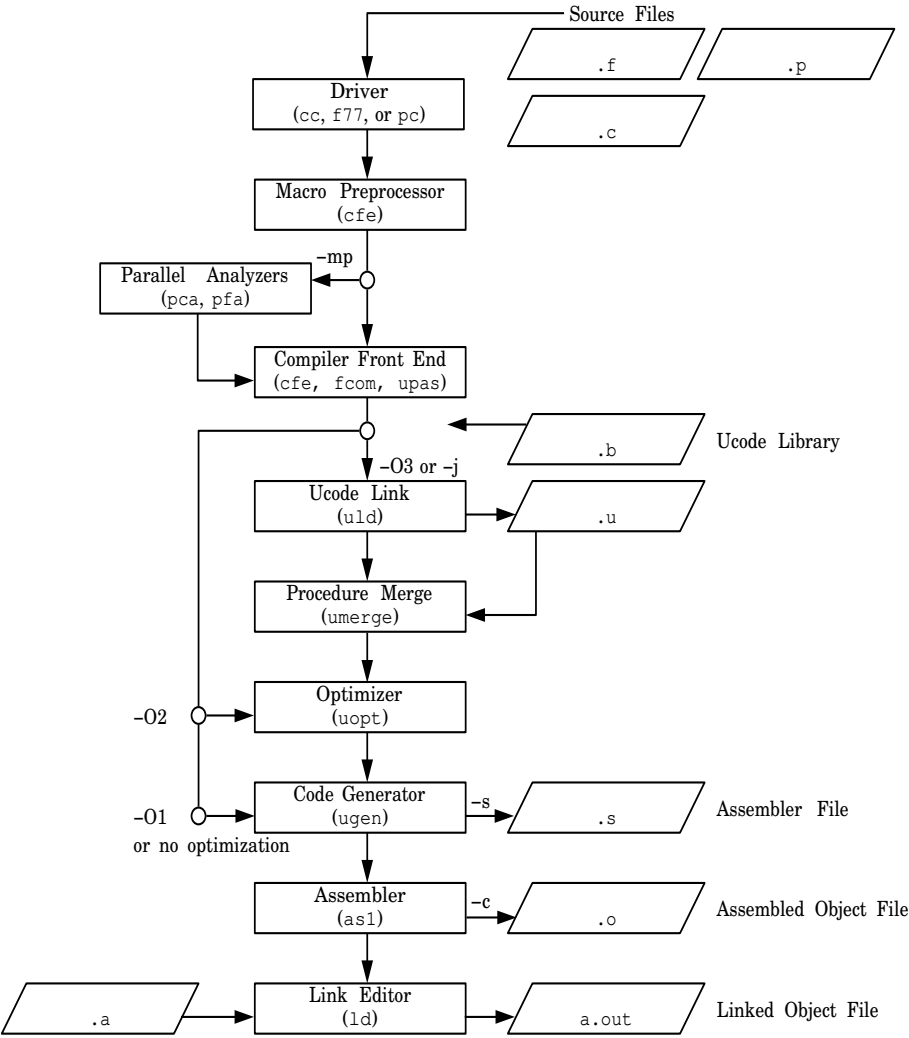 Source Files
.f
.p
Driver
(cc, f77, or pc)
.c
Macro Preprocessor
(cfe)
–mp
Parallel Analyzers
(pca, pfa)
Compiler Front End
(cfe, fcom, upas)
.b
Ucode Library
–O3 or –j
Ucode Link
(uld)
.u
Procedure Merge
(umerge)
Optimizer
(uopt)
–O2
Code Generator
(ugen)
–s
.s
Assembler File
–O1
or no optimization
Assembler
(as1)
–c
.o
Assembled Object File
.a
Link Editor
(ld)
a.out
Linked Object File